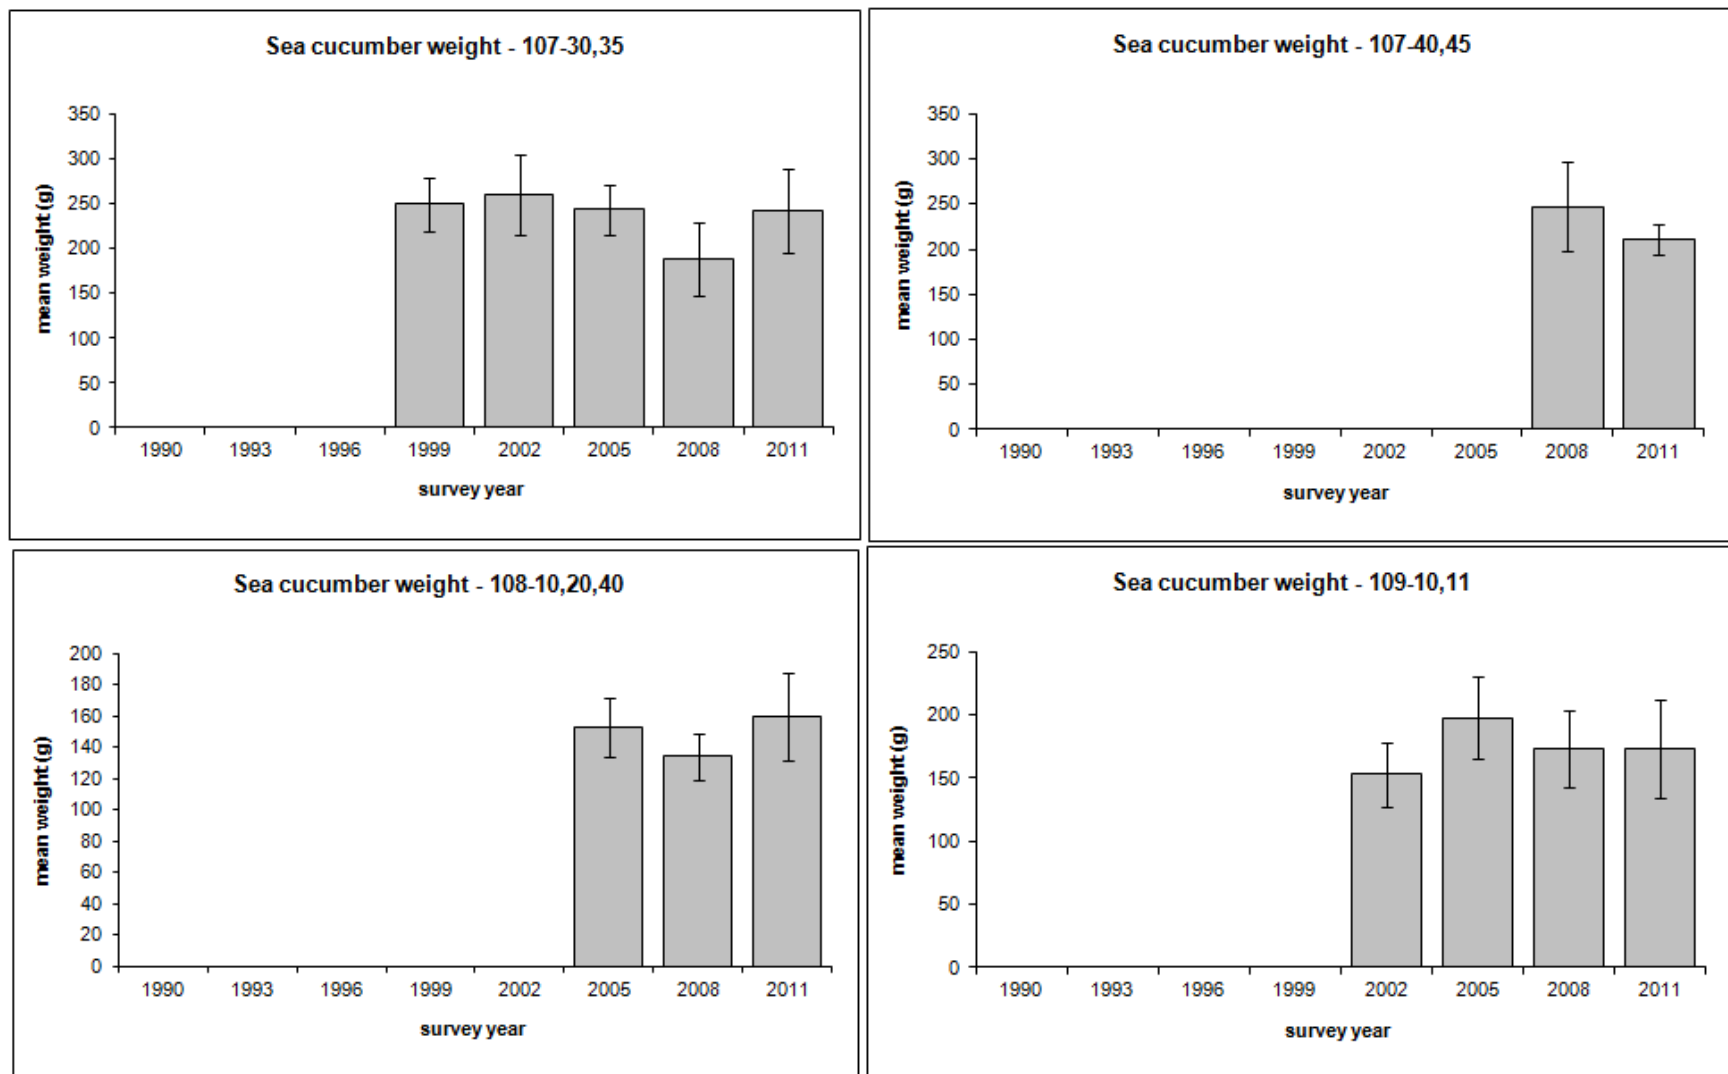 Sea cucumber weight - 107-30,35
350
300
250
200
150
100
50
0
mean weight (g)
1990 1993 1996 1999 2002 2005 2008 2011
survey year
Sea cucumber weight - 107-40,45
350
300
250
200
150
100
50
0
mean weight (g)
1990 1993 1996 1999 2002 2005 2008 2011
survey year
Sea cucumber weight - 108-10,20,40
200
180
160
140
120
100
80
60
40
20
0
mean weight (g)
1990 1993 1996 1999 2002 2005 2008 2011
survey year
Sea cucumber weight - 109-10,11
250
200
150
100
50
0
mean weight (g)
1990 1993 1996 1999 2002 2005 2008 2011
survey year